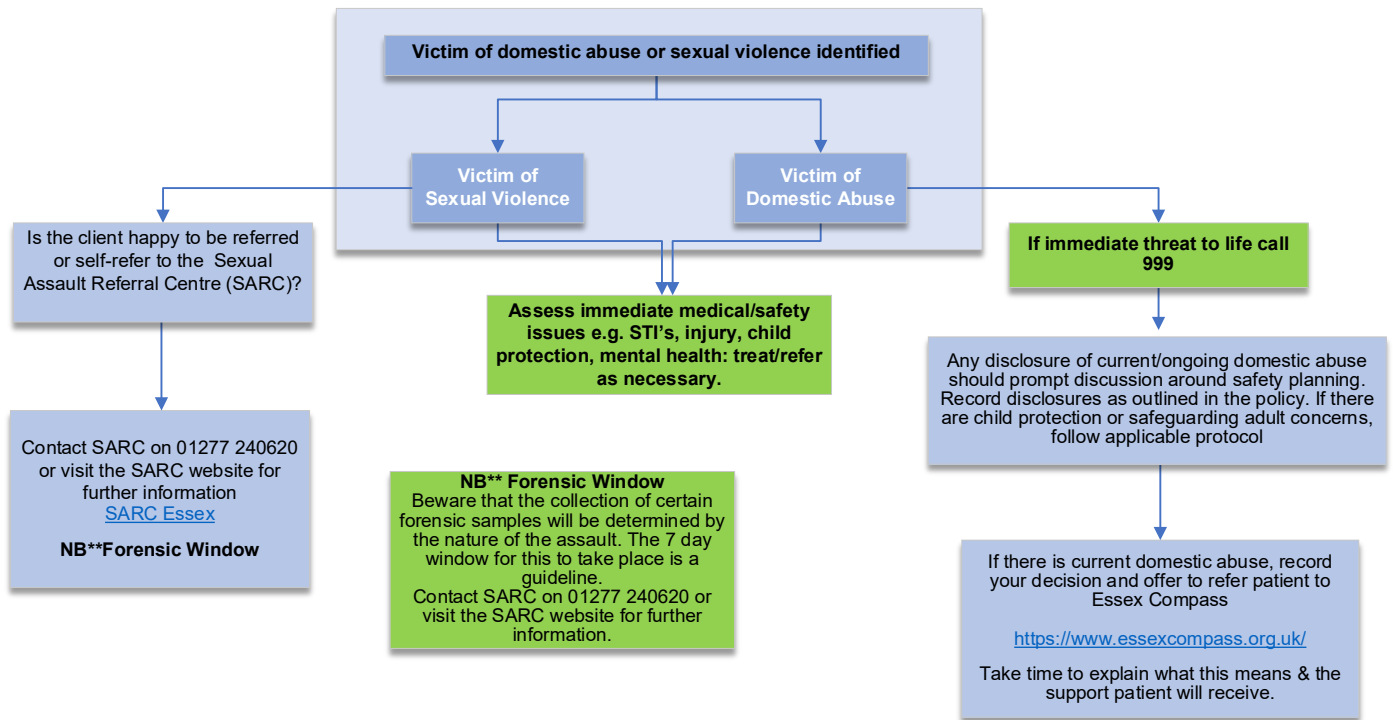 Victim of domestic abuse or sexual violence identified
Victim of
Sexual Violence
Victim of
Domestic Abuse
Is the client happy to be referred
or self-refer to the Sexual
Assault Referral Centre (SARC)?
If immediate threat to life call
999
Assess immediate medical/safety
issues e.g. STI’s, injury, child
protection, mental health: treat/refer
as necessary.
Any disclosure of current/ongoing domestic abuse
should prompt discussion around safety planning.
Record disclosures as outlined in the policy. If there
are child protection or safeguarding adult concerns,
follow applicable protocol
Contact SARC on 01277 240620
or visit the SARC website for
further information
SARC Essex
NB**Forensic Window
NB** Forensic Window
Beware that the collection of certain
forensic samples will be determined by
the nature of the assault. The 7 day
window for this to take place is a
guideline.
Contact SARC on 01277 240620 or
visit the SARC website for further
information.
If there is current domestic abuse, record
your decision and offer to refer patient to
Essex Compass
https://www.essexcompass.org.uk/
Take time to explain what this means & the
support patient will receive.